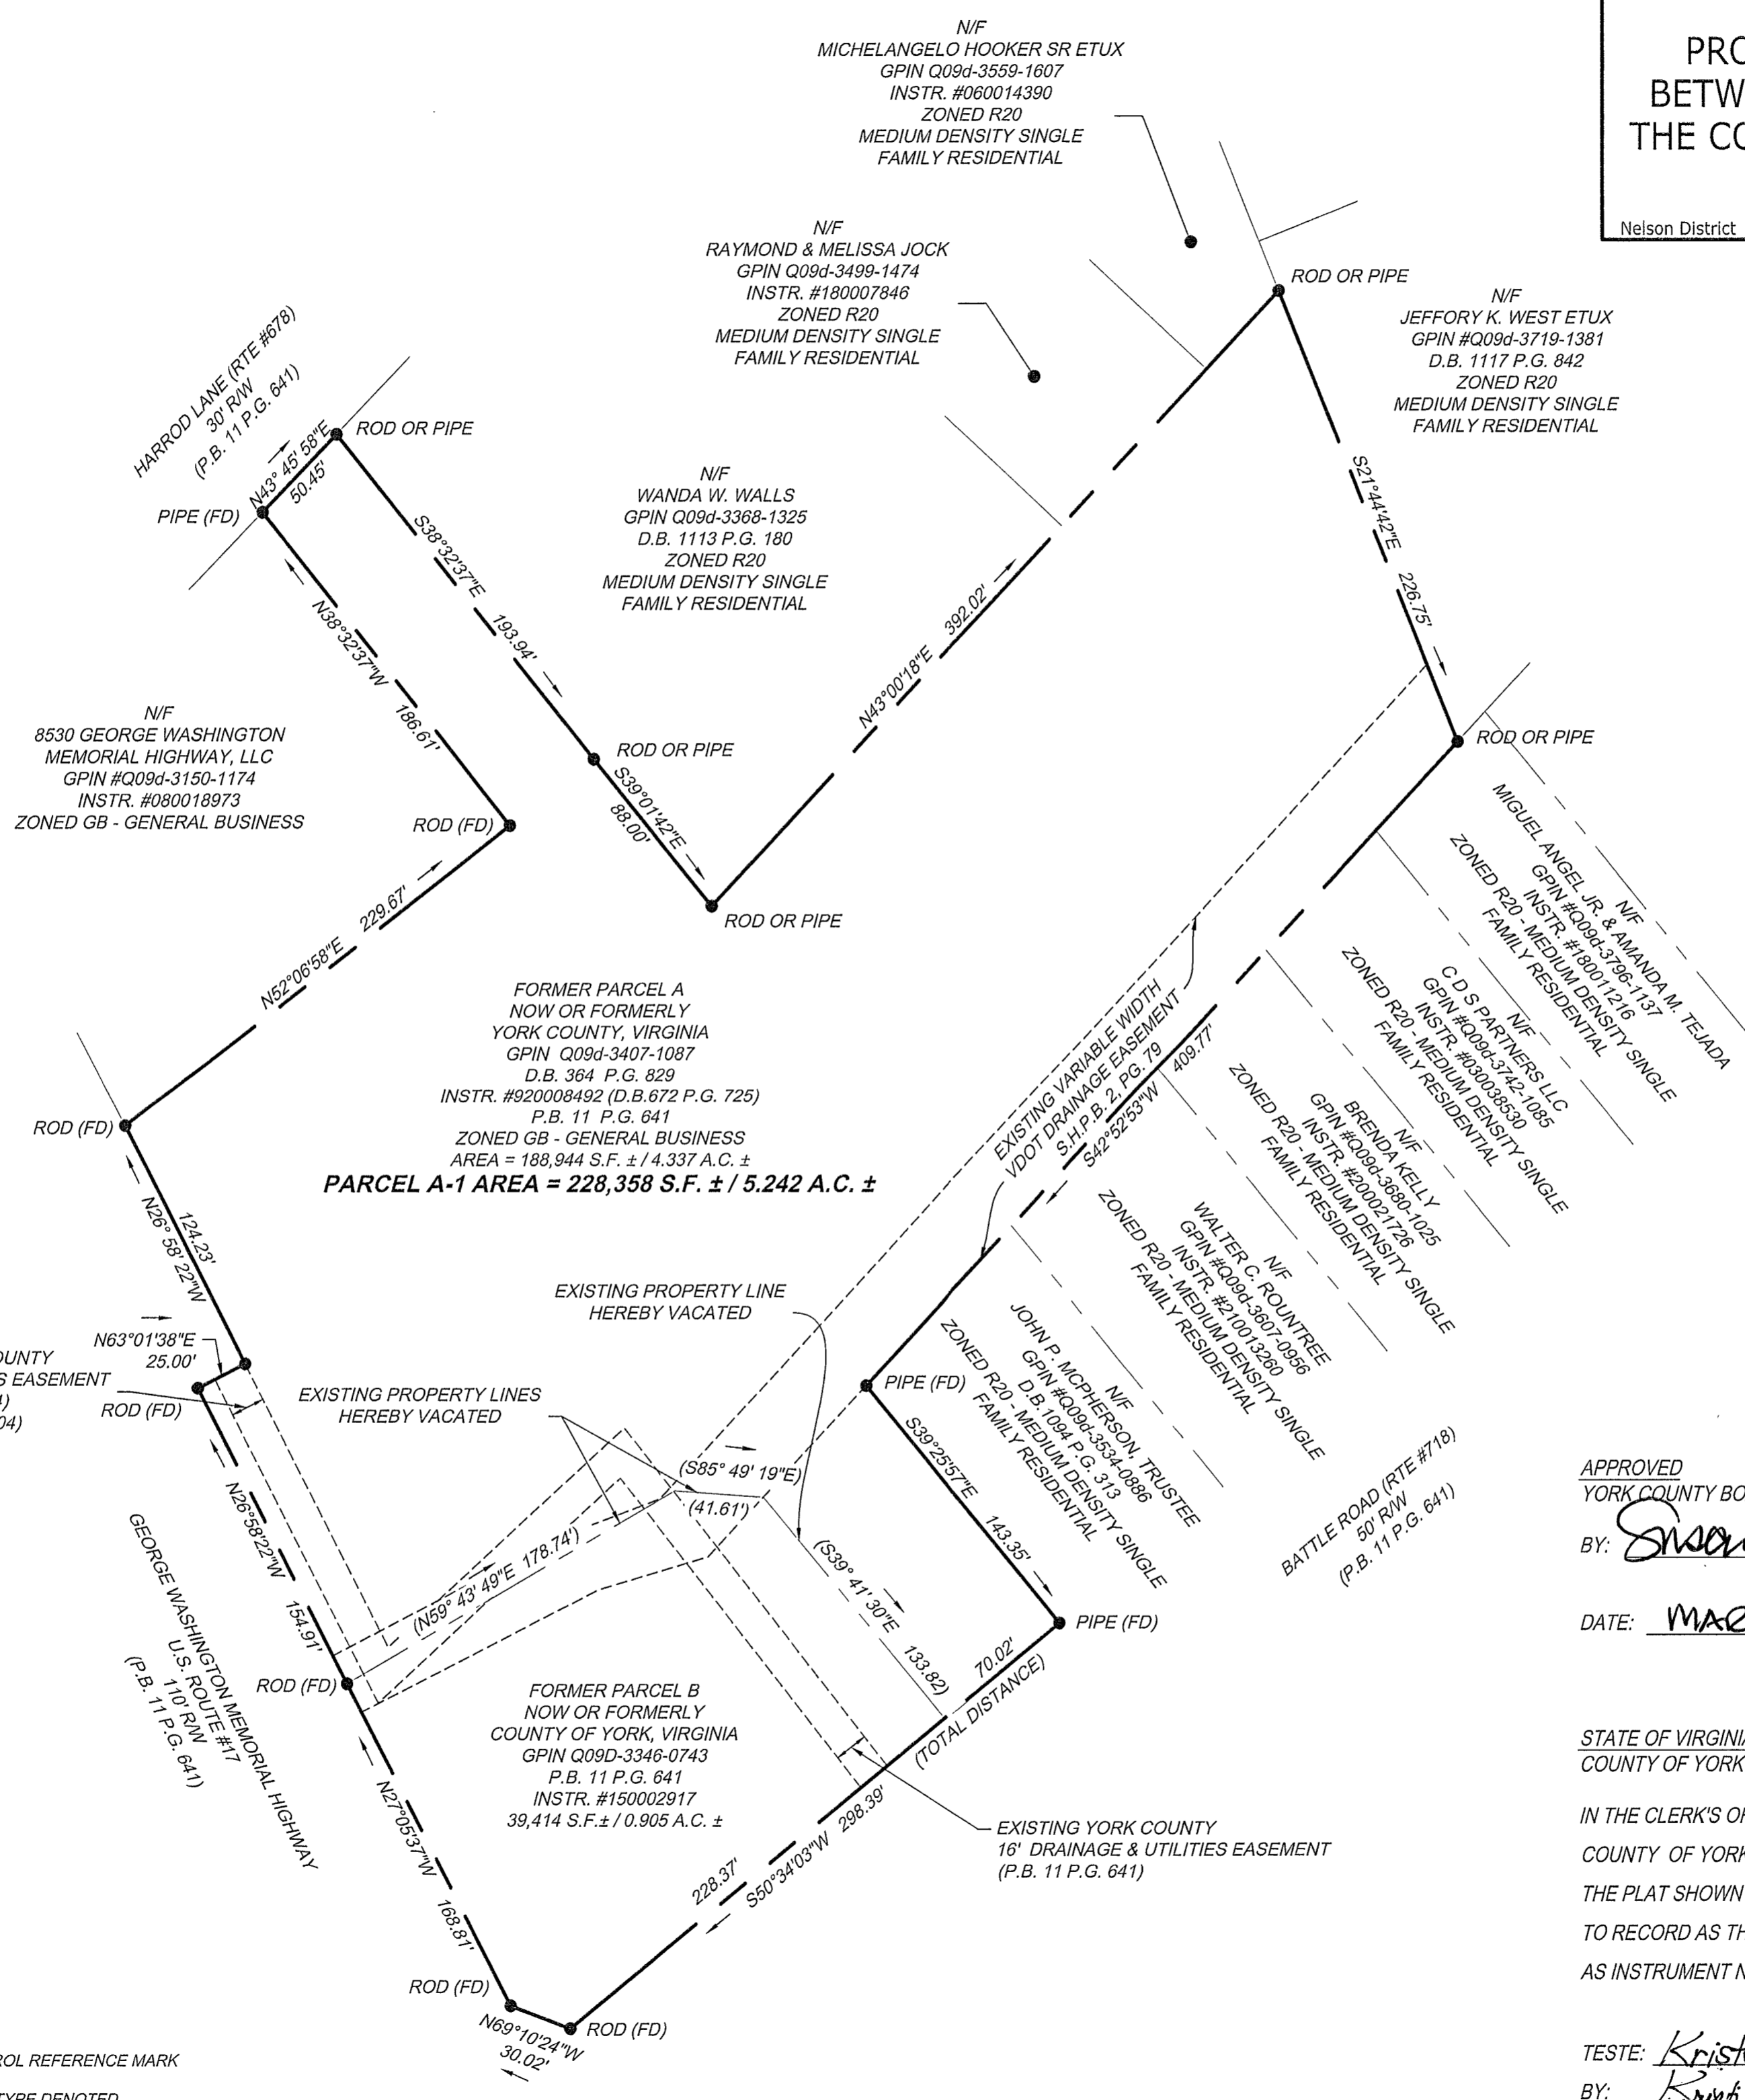 N/F
MICHELANGELO HOOKER SR ETUX
GPIN Q09d-3559-1607
INSTR. #060014390
ZONED R20
MEDIUM DENSITY SINGLE
FAMILY RESIDENTIAL
PRO
BETW
THE CO
Nelson District
N/F
RAYMOND & MELISSA JOCK
GPIN Q09d-3499-1474
INSTR. #180007846
ZONED R20
MEDIUM DENSITY SINGLE
FAMILY RESIDENTIAL
ROD OR PIPE
N/F
JEFFORY K. WEST ETUX
GPIN #Q09d-3719-1381
D.B. 1117 P.G. 842
ZONED R20
MEDIUM DENSITY SINGLE
FAMILY RESIDENTIAL
HARROD LANE (RTE #678)
30' R/W
(P.B. 11 P.G. 641)
N43° 45' 58"E
50.45'
ROD OR PIPE
PIPE (FD)
N/F
WANDA W. WALLS
GPIN Q09d-3368-1325
D.B. 1113 P.G. 180
ZONED R20
MEDIUM DENSITY SINGLE
FAMILY RESIDENTIAL
S38°32'37"E
193.94'
N38°32'37"W
186.61'
S21°44'42"E
226.75'
N43°00'18"E 392.02'
N/F
8530 GEORGE WASHINGTON
MEMORIAL HIGHWAY, LLC
GPIN #Q09d-3150-1174
INSTR. #080018973
ZONED GB - GENERAL BUSINESS
ROD OR PIPE
S39°01'42"E
88.00'
ROD (FD)
ROD OR PIPE
ROD OR PIPE
N52°06'58"E 229.67'
N/F
MIGUEL ANGEL JR. & AMANDA M. TEJADA
GPIN #Q09d-3796-1137
INSTR. #180011216
ZONED R20 - MEDIUM DENSITY SINGLE
FAMILY RESIDENTIAL
N/F
C D S PARTNERS LLC
GPIN #Q09d-3742-1085
INSTR. #030038530
ZONED R20 - MEDIUM DENSITY SINGLE
FAMILY RESIDENTIAL
N/F
BRENDA KELLY
GPIN #Q09d-3680-1025
INSTR. #200021726
ZONED R20 - MEDIUM DENSITY SINGLE
FAMILY RESIDENTIAL
N/F
WALTER C. ROUNTREE
GPIN #Q09d-3607-0956
INSTR. #210013260
ZONED R20 - MEDIUM DENSITY SINGLE
FAMILY RESIDENTIAL
N/F
JOHN P. MCPHERSON, TRUSTEE
GPIN #Q09d-3534-0886
D.B.1094 P.G. 313
ZONED R20 - MEDIUM DENSITY SINGLE
FAMILY RESIDENTIAL
FORMER PARCEL A
NOW OR FORMERLY
YORK COUNTY, VIRGINIA
GPIN Q09d-3407-1087
D.B. 364 P.G. 829
INSTR. #920008492 (D.B.672 P.G. 725)
P.B. 11 P.G. 641
ZONED GB - GENERAL BUSINESS
AREA = 188,944 S.F. ± / 4.337 A.C. ±
PARCEL A-1 AREA = 228,358 S.F. ± / 5.242 A.C. ±
EXISTING VARIABLE WIDTH
VDOT DRAINAGE EASEMENT
S.H.P.B. 2, PG. 79
S42°52'53"W 409.77'
ROD (FD)
124.23'
N26° 58' 22"W
N63°01'38"E
25.00'
OUNTY
S EASEMENT
4)
04)
ROD (FD)
EXISTING PROPERTY LINE
HEREBY VACATED
EXISTING PROPERTY LINES
HEREBY VACATED
PIPE (FD)
S39°25'57"E
143.35'
(S85° 49' 19"E)
(41.61')
(N59° 43' 49"E 178.74')
(S39° 41' 30"E
133.82)
N26°58'22"W
154.91'
GEORGE WASHINGTON MEMORIAL HIGHWAY
U.S. ROUTE #17
110' R/W
(P.B. 11 P.G. 641)
BATTLE ROAD (RTE #718)
50' R/W
(P.B. 11 P.G. 641)
PIPE (FD)
70.02'
(TOTAL DISTANCE)
ROD (FD)
FORMER PARCEL B
NOW OR FORMERLY
COUNTY OF YORK, VIRGINIA
GPIN Q09D-3346-0743
P.B. 11 P.G. 641
INSTR. #150002917
39,414 S.F.± / 0.905 A.C. ±
N27°05'37"W
168.81'
228.37'
S50°34'03"W 298.39'
EXISTING YORK COUNTY
16' DRAINAGE & UTILITIES EASEMENT
(P.B. 11 P.G. 641)
ROD (FD)
ROD (FD)
N69°10'24"W
30.02'
ROL REFERENCE MARK
TYPE DENOTED
APPROVED
YORK COUNTY BO
BY:
DATE: MAR
STATE OF VIRGINIA
COUNTY OF YORK
IN THE CLERK'S OF
COUNTY OF YORK
THE PLAT SHOWN
TO RECORD AS TH
AS INSTRUMENT N
TESTE: Krist
BY: